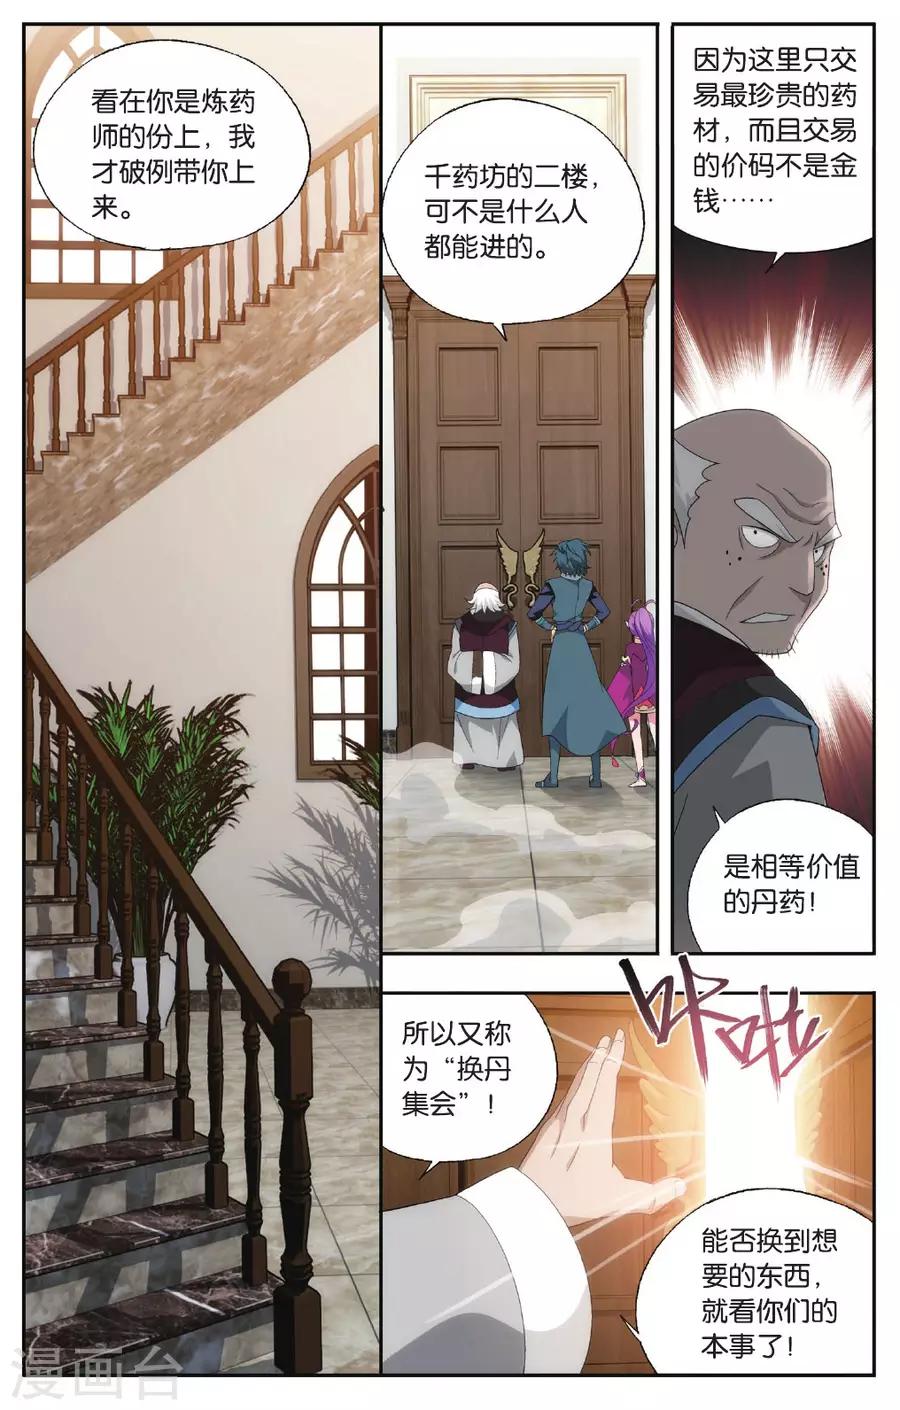 看在你是炼药
师的份上，我
才破例带你上
来。
千药坊的二楼，
可不是什么人
都能进的。
因为这里只交
易最珍贵的药
材，而且交易
的价码不是金
钱……
是相等价值
的丹药！
所以又称
为“换丹
集会”！
咔啦
能否换到想
要的东西，
就看你们的
本事了！
漫画台